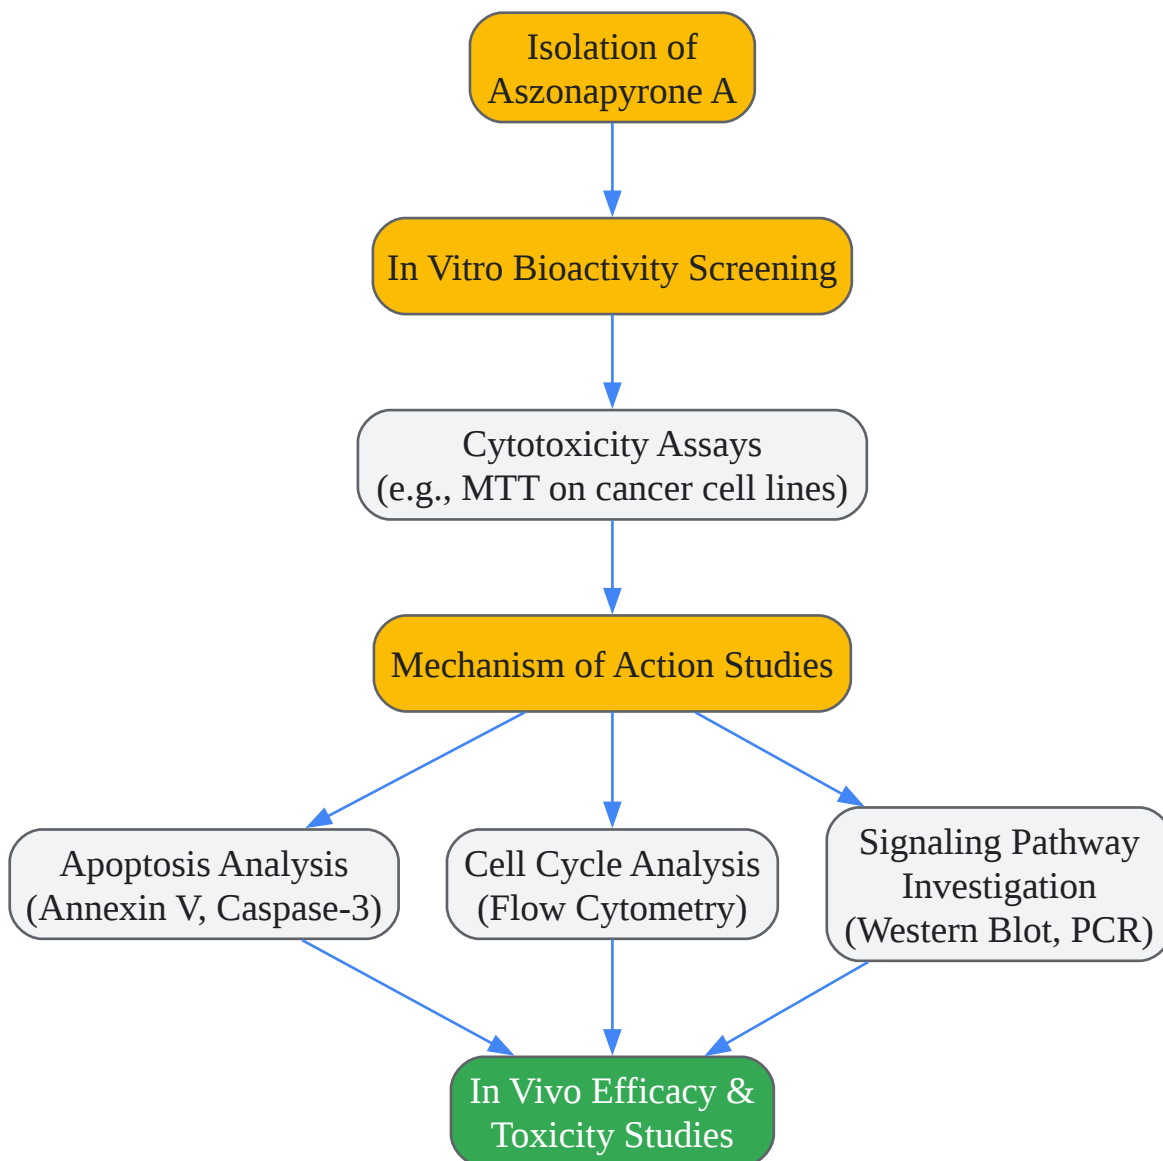 Isolation of
Aszonapyrone A
In Vitro Bioactivity Screening
Cytotoxicity Assays
(e.g., MTT on cancer cell lines)
Mechanism of Action Studies
Apoptosis Analysis
(Annexin V, Caspase-3)
Cell Cycle Analysis
(Flow Cytometry)
Signaling Pathway
Investigation
(Western Blot, PCR)
In Vivo Efficacy &
Toxicity Studies